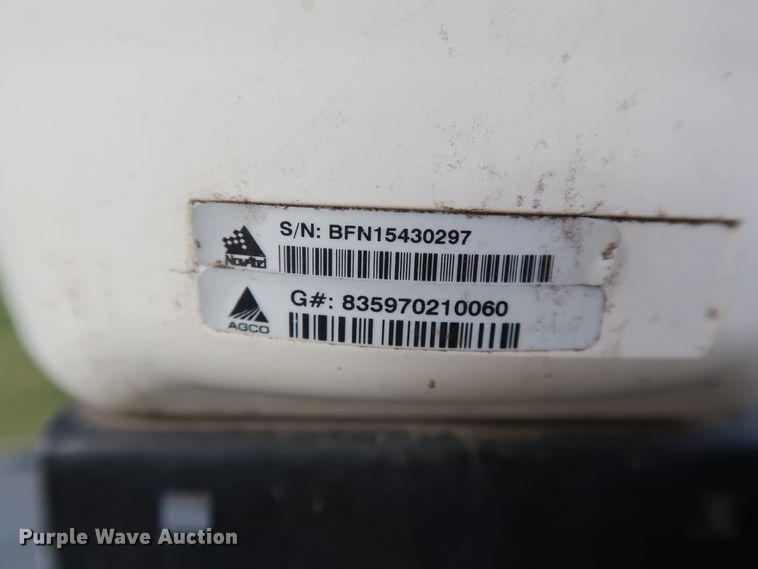 S/N: BFN15430297
NovAtel
G#: 835970210060
AGCO
Purple Wave Auction